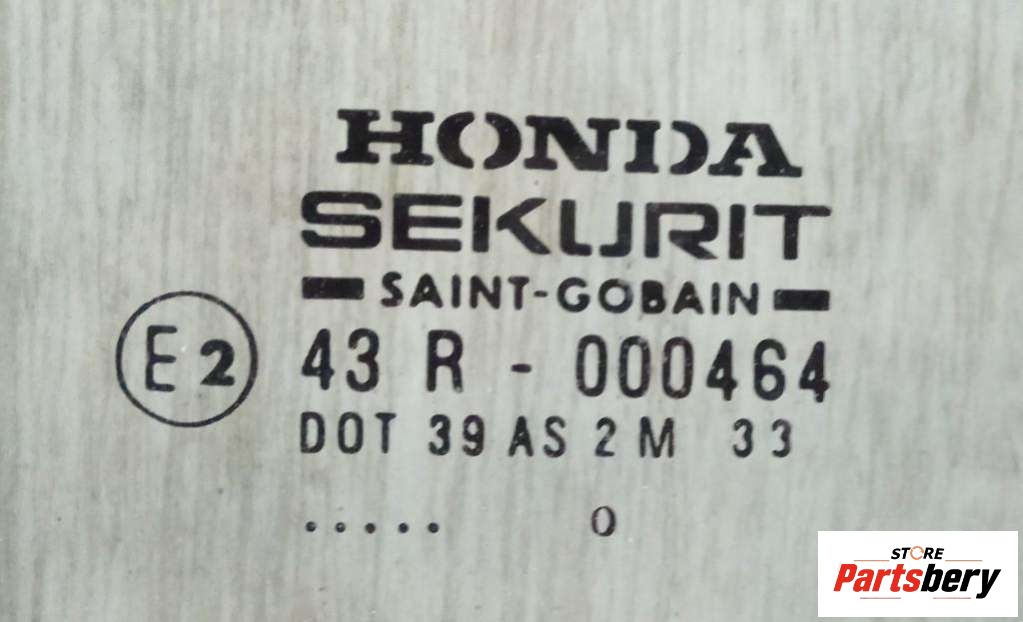 HONDA
SEKURIT
SAINT-GOBAIN
E2 43 R - 000464
DOT 39 AS 2 M 33
..... 0
STORE
Partsbery